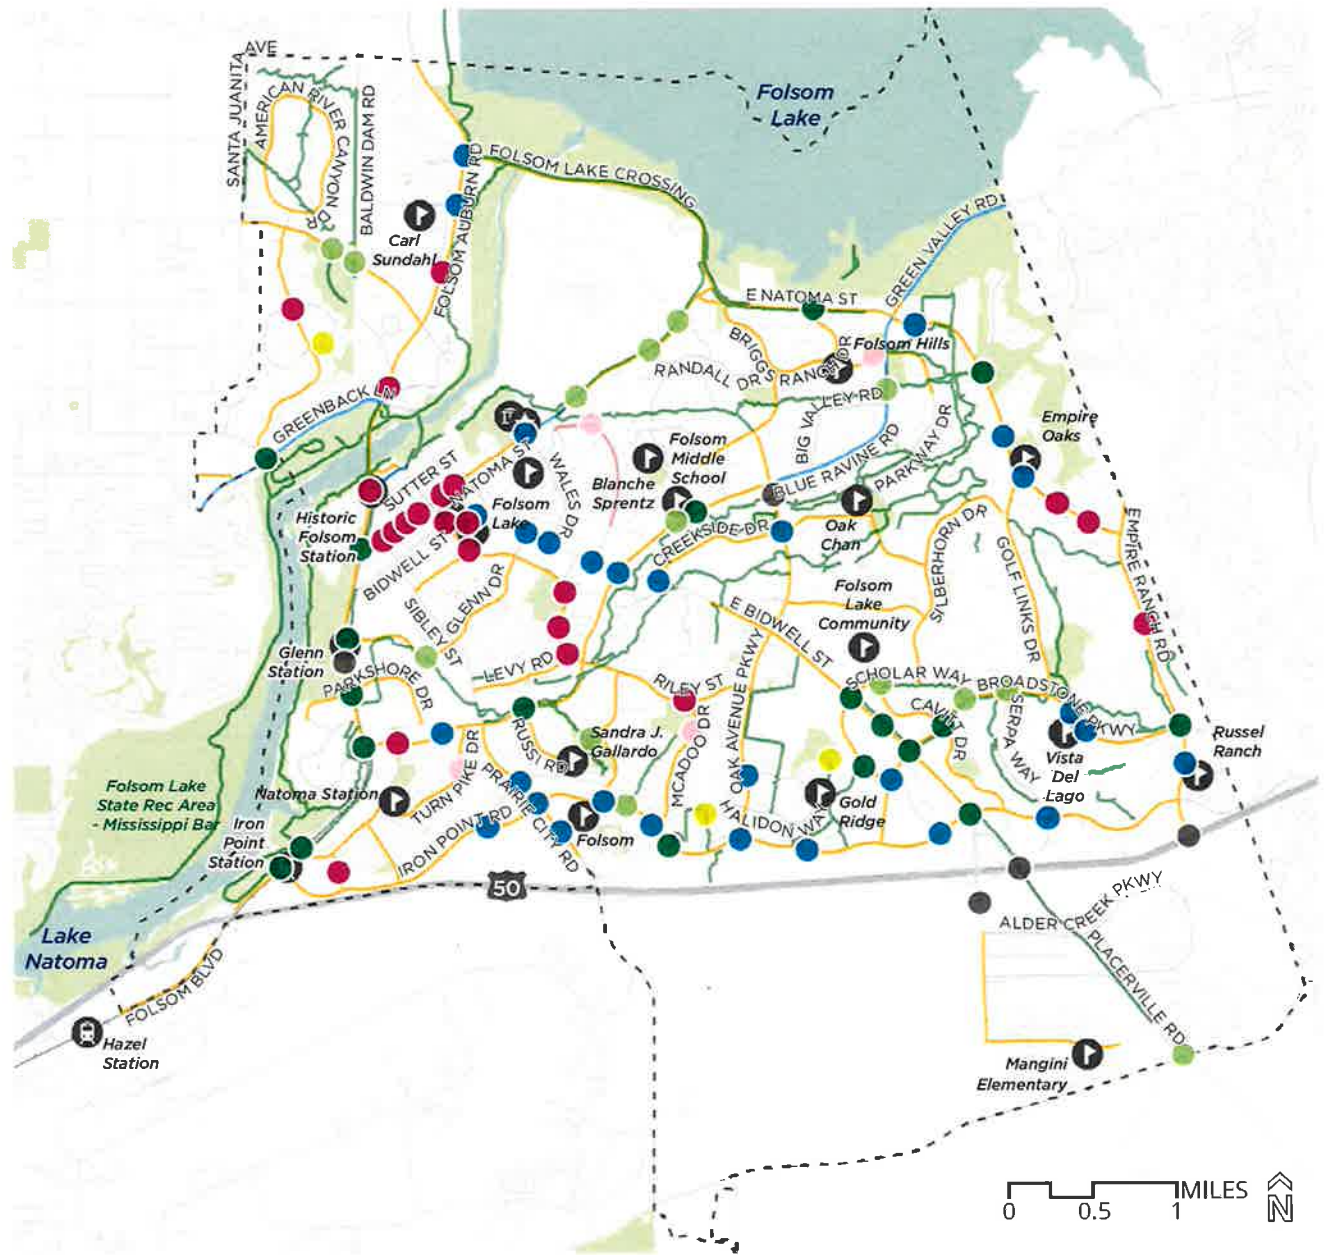 AVE
SANTA JUANITA
AMERICAN RIVER CANYON DR
BALDWIN DAM RD
Folsom
Lake
FOLSOM LAKE CROSSING
FOLSOM AUBURN RD
Carl
Sundahl
GREEN VALLEY RD
E NATOMA ST
BRIGGS
RANCH DR
Folsom Hills
RANDALL DR
BIG VALLEY RD
GREENBACK LN
PARKWAY DR
Empire
Oaks
SUTTER ST
NATOMA ST
WALES DR
Folsom
Middle
School
Blanche
Sprentz
BLUE RAVINE RD
Historic
Folsom
Station
Folsom
Lake
CREEKSIDE DR
Oak
Chan
BIDWELL ST
SILBERHORN DR
GOLF LINKS DR
EMPIRE RANCH RD
SIBLEY ST
GLENN DR
E BIDWELL ST
Folsom
Lake
Community
Glenn
Station
PARKSHORE DR
LEVY RD
RILEY ST
OAK AVENUE PKWY
SCHOLAR WAY
BROADSTONE PKWY
CAVITT DR
SERPA WAY
RUSSI RD
Sandra J.
Gallardo
MCADOO DR
Vista
Del
Lago
Russel
Ranch
Folsom Lake
State Rec Area
- Mississippi Bar
Natoma Station
TURN PIKE DR
PRAIRIE CITY RD
IRON POINT RD
Folsom
HALIDON WAY
Gold
Ridge
Iron
Point
Station
50
ALDER CREEK PKWY
PLACERVILLE RD
Lake
Natoma
FOLSOM BLVD
Hazel
Station
Mangini
Elementary
MILES
0 0.5 1
N